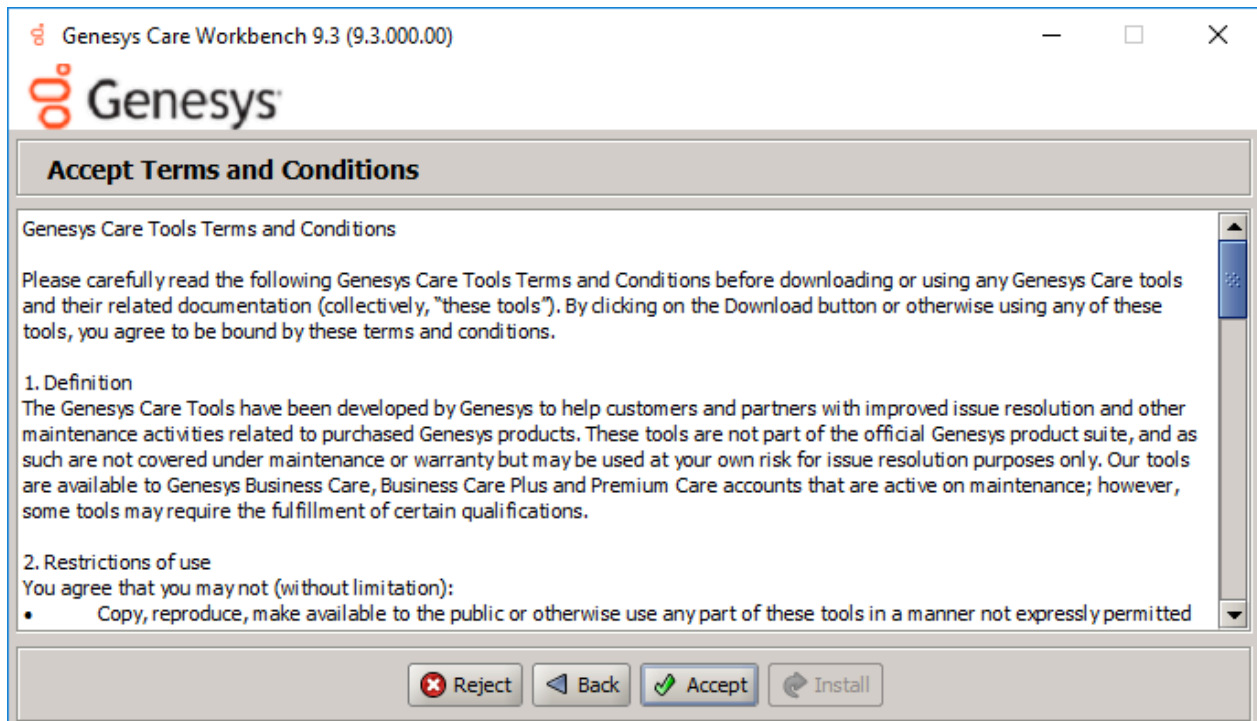 Genesys Care Workbench 9.3 (9.3.000.00)
Genesys
Accept Terms and Conditions
Genesys Care Tools Terms and Conditions
Please carefully read the following Genesys Care Tools Terms and Conditions before downloading or using any Genesys Care tools
and their related documentation (collectively, “these tools”). By clicking on the Download button or otherwise using any of these
tools, you agree to be bound by these terms and conditions.
1. Definition
The Genesys Care Tools have been developed by Genesys to help customers and partners with improved issue resolution and other
maintenance activities related to purchased Genesys products. These tools are not part of the official Genesys product suite, and as
such are not covered under maintenance or warranty but may be used at your own risk for issue resolution purposes only. Our tools
are available to Genesys Business Care, Business Care Plus and Premium Care accounts that are active on maintenance; however,
some tools may require the fulfillment of certain qualifications.
2. Restrictions of use
You agree that you may not (without limitation):
• Copy, reproduce, make available to the public or otherwise use any part of these tools in a manner not expressly permitted
Reject Back Accept Install